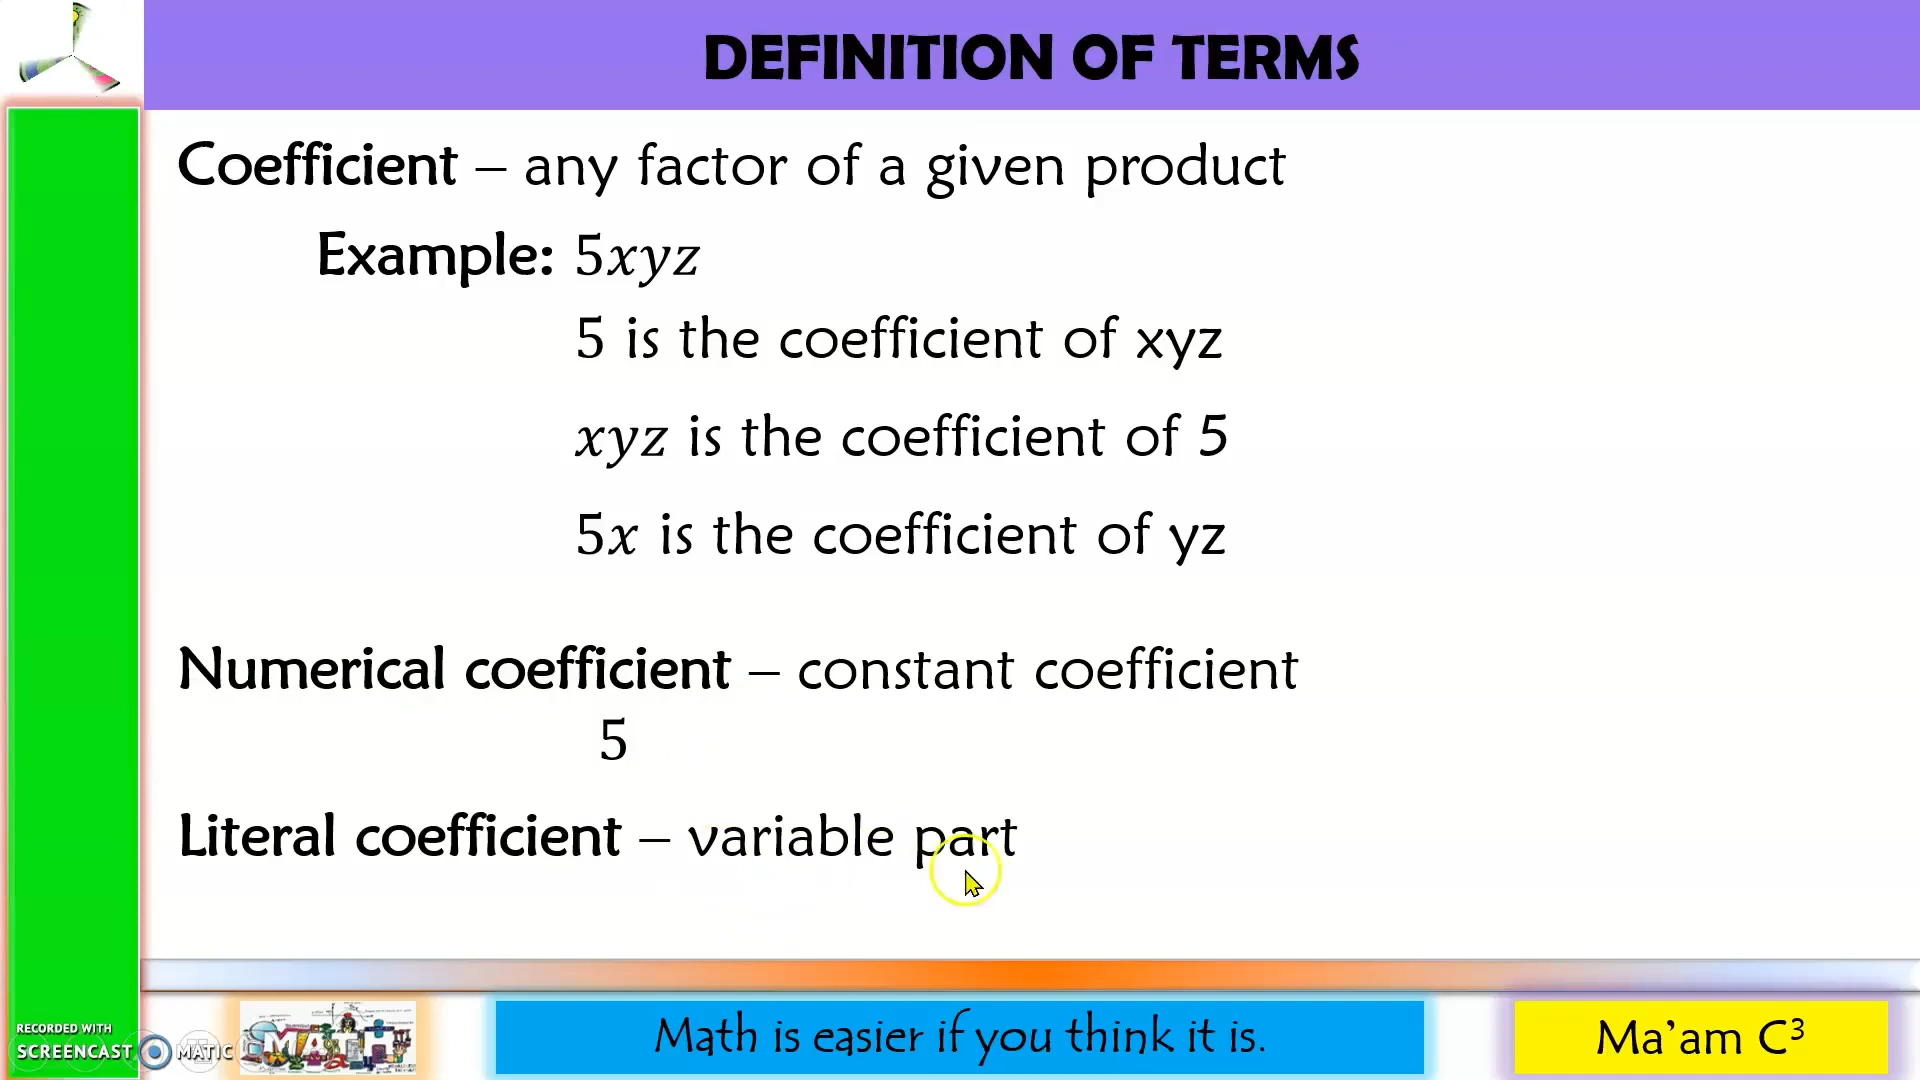 DEFINITION OF TERMS
Coefficient – any factor of a given product
Example: 5xyz
5 is the coefficient of xyz
xyz is the coefficient of 5
5x is the coefficient of yz
Numerical coefficient – constant coefficient
5
Literal coefficient – variable part
RECORDED WITH
SCREENCAST MATIC
MATH
Math is easier if you think it is.
Ma’am C³